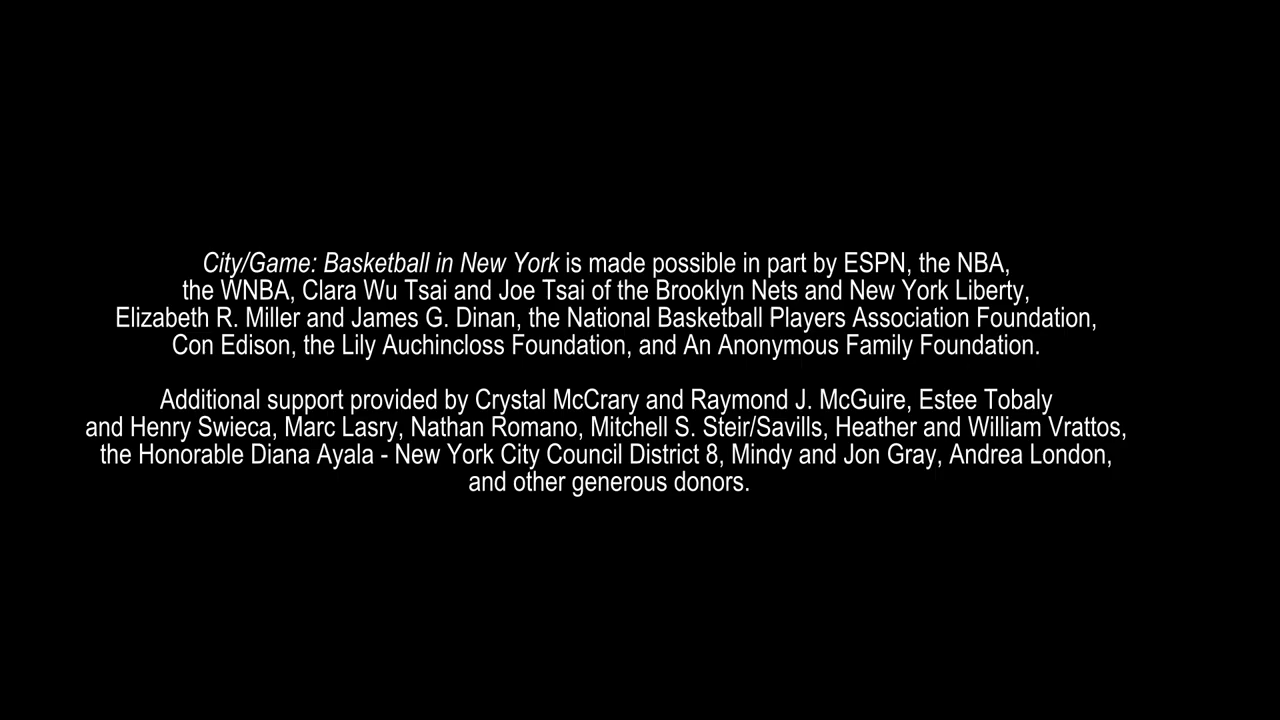 City/Game: Basketball in New York is made possible in part by ESPN, the NBA,
the WNBA, Clara Wu Tsai and Joe Tsai of the Brooklyn Nets and New York Liberty,
Elizabeth R. Miller and James G. Dinan, the National Basketball Players Association Foundation,
Con Edison, the Lily Auchincloss Foundation, and An Anonymous Family Foundation.
Additional support provided by Crystal McCrary and Raymond J. McGuire, Estee Tobaly
and Henry Swieca, Marc Lasry, Nathan Romano, Mitchell S. Steir/Savills, Heather and William Vrattos,
the Honorable Diana Ayala - New York City Council District 8, Mindy and Jon Gray, Andrea London,
and other generous donors.